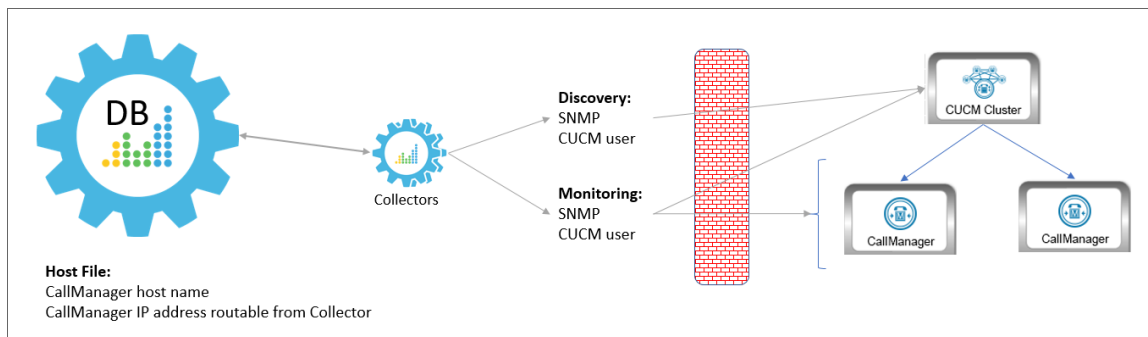 DB
Collectors
Discovery:
SNMP
CUCM user
Monitoring:
SNMP
CUCM user
CUCM Cluster
CallManager
CallManager
Host File:
CallManager host name
CallManager IP address routable from Collector